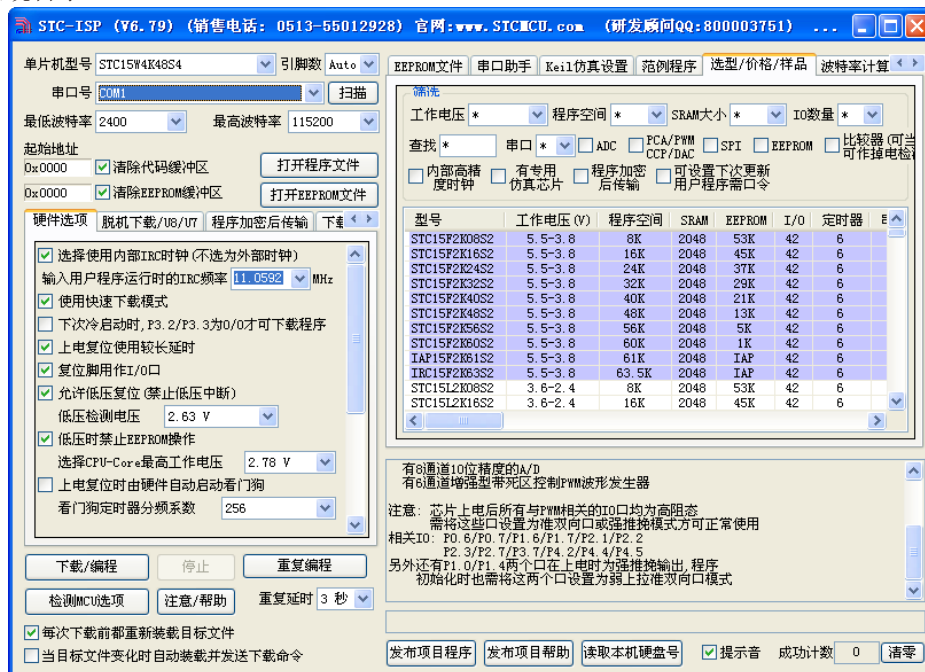 STC-ISP (V6.79) (销售电话: 0513-55012928) 官网:www.STCMCU.com (研发顾问QQ:800003751) ...
单片机型号 STC15W4K48S4 引脚数 Auto
串口号 COM1 扫描
最低波特率 2400 最高波特率 115200
起始地址
0x0000 清除代码缓冲区 打开程序文件
0x0000 清除EEPROM缓冲区 打开EEPROM文件
硬件选项 脱机下载/U8/U7 程序加密后传输
选择使用内部IRC时钟(不选为外部时钟)
输入用户程序运行时的IRC频率 11.0592 MHz
使用快速下载模式
下次冷启动时,P3.2/P3.3为0/0才可下载程序
上电复位使用较长延时
复位脚用作I/O口
允许低压复位(禁止低压中断)
低压检测电压 2.63 V
低压时禁止EEPROM操作
选择CPU-Core最高工作电压 2.78 V
上电复位时由硬件自动启动看门狗
看门狗定时器分频系数 256
下载/编程 停止 重复编程
检测MCU选项 注意/帮助 重复延时 3 秒
每次下载前都重新装载目标文件
当目标文件变化时自动装载并发送下载命令
EEPROM文件 串口助手 Keil仿真设置 范例程序 选型/价格/样品 波特率计算
筛选
工作电压 * 程序空间 * SRAM大小 * IO数量 *
查找 * 串口 * ADC PCA/PWM CCP/DAC SPI EEPROM 比较器(可当 可作掉电检
内部高精度时钟 有专用仿真芯片 程序加密后传输 可设置下次更新用户程序需口令
型号 工作电压(V) 程序空间 SRAM EEPROM I/O 定时器
STC15F2K08S2 5.5-3.8 8K 2048 53K 42 6
STC15F2K16S2 5.5-3.8 16K 2048 45K 42 6
STC15F2K24S2 5.5-3.8 24K 2048 37K 42 6
STC15F2K32S2 5.5-3.8 32K 2048 29K 42 6
STC15F2K40S2 5.5-3.8 40K 2048 21K 42 6
STC15F2K48S2 5.5-3.8 48K 2048 13K 42 6
STC15F2K56S2 5.5-3.8 56K 2048 5K 42 6
STC15F2K60S2 5.5-3.8 60K 2048 1K 42 6
IAP15F2K61S2 5.5-3.8 61K 2048 IAP 42 6
IRC15F2K63S2 5.5-3.8 63.5K 2048 IAP 42 6
STC15L2K08S2 3.6-2.4 8K 2048 53K 42 6
STC15L2K16S2 3.6-2.4 16K 2048 45K 42 6
有8通道10位精度的A/D
有6通道增强型带死区控制PWM波形发生器
注意: 芯片上电后所有与PWM相关的IO口均为高阻态
需将这些口设置为准双向口或强推挽模式方可正常使用
相关IO: P0.6/P0.7/P1.6/P1.7/P2.1/P2.2
P2.3/P2.7/P3.7/P4.2/P4.4/P4.5
另外还有P1.0/P1.4两个口在上电时为强推挽输出,程序
初始化时也需将这两个口设置为弱上拉准双向口模式
发布项目程序 发布项目帮助 读取本机硬盘号 提示音 成功计数 0 清零